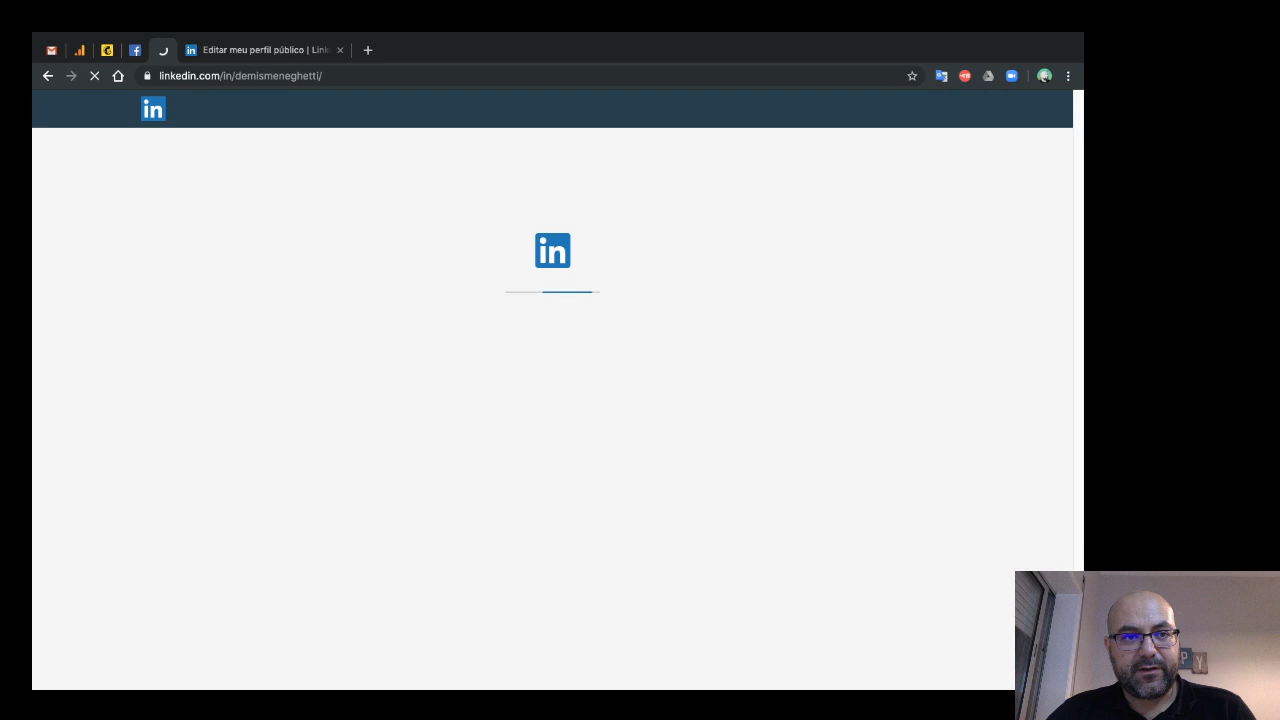 Editar meu perfil público | Link
linkedin.com/in/demismeneghetti/
in
in
P Y